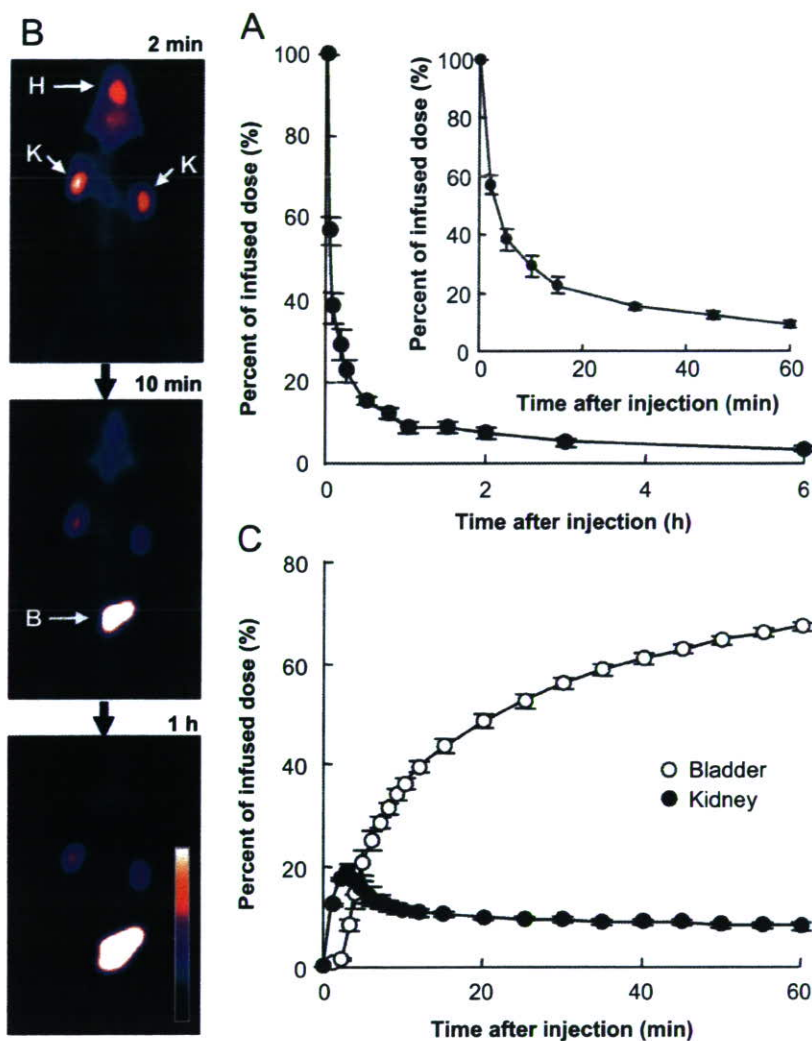 B
2 min
H
K
K
10 min
B
1 h
A
Percent of infused dose (%)
100
80
60
40
20
0
0
2
4
6
Time after injection (h)
Percent of infused dose (%)
100
80
60
40
20
0
0
20
40
60
Time after injection (min)
C
Percent of infused dose (%)
80
60
40
20
0
0
20
40
60
Bladder
Kidney
Time after injection (min)